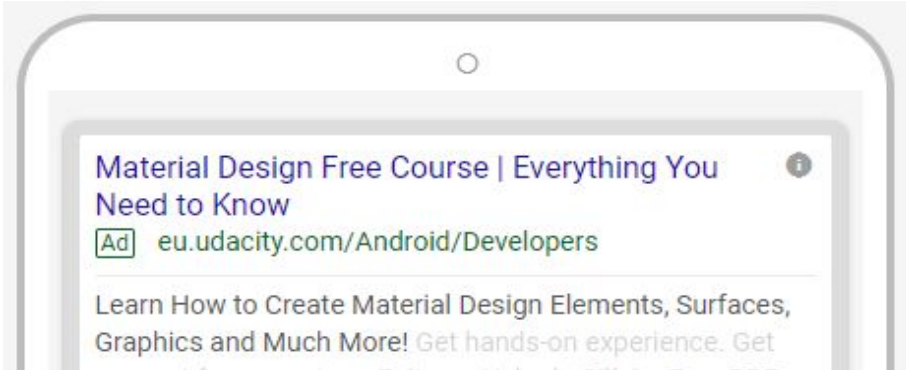 Material Design Free Course | Everything You
Need to Know
Ad eu.udacity.com/Android/Developers
Learn How to Create Material Design Elements, Surfaces,
Graphics and Much More! Get hands-on experience. Get